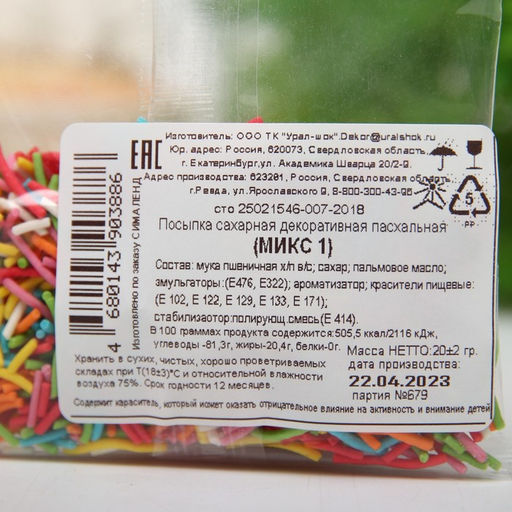 Изготовитель: ООО ТК "Урал-шок".Dekor@uralshok.ru
Юр. адрес: Россия, 620073, Свердловская область,
г. Екатеринбург,ул. Академика Шварца 20/2-9.
Адрес производства: 623281, Россия, Свердловская область,
г.Ревда, ул.Ярославского 9, 8-800-300-43-96
сто 25021546-007-2018
Посыпка сахарная декоративная пасхальная
(МИКС 1)
Состав: мука пшеничная х/п в/с; сахар; пальмовое масло;
эмульгаторы:(Е476, Е322); ароматизатор; красители пищевые:
(Е 102, Е 122, Е 129, Е 133, Е 171);
стабилизатор:полирующ.смесь(Е 414).
В 100 граммах продукта содержится:505,5 ккал/2116 кДж,
углеводы -81,3г, жиры-20,4г, белки-0г.
Масса НЕТТО:20±2 гр.
дата производства:
22.04.2023
партия №679
Хранить в сухих, чистых, хорошо проветриваемых
складах при Т(18±3)°С и относительной влажности
воздуха 75%. Срок годности 12 месяцев.
Содержит краситель, который может оказать отрицательное влияние на активность и внимание детей
ЕАС
5
PP
4 680143 903886
Изготовлено по заказу СИМАЛЕНД